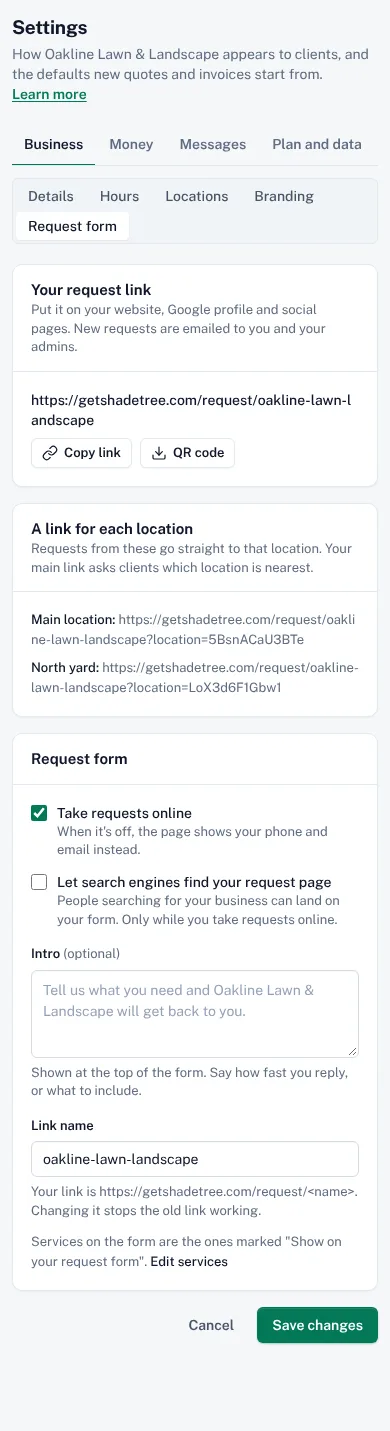 Settings
How Oakline Lawn & Landscape appears to clients, and
the defaults new quotes and invoices start from.
Learn more
Business Money Messages Plan and data
Details Hours Locations Branding
Request form
Your request link
Put it on your website, Google profile and social
pages. New requests are emailed to you and your
admins.
https://getshadetree.com/request/oakline-lawn-l
andscape
Copy link QR code
A link for each location
Requests from these go straight to that location. Your
main link asks clients which location is nearest.
Main location: https://getshadetree.com/request/oakli
ne-lawn-landscape?location=5BsnACaU3BTe
North yard: https://getshadetree.com/request/oakline-
lawn-landscape?location=LoX3d6F1Gbw1
Request form
Take requests online
When it's off, the page shows your phone and
email instead.
Let search engines find your request page
People searching for your business can land on
your form. Only while you take requests online.
Intro (optional)
Tell us what you need and Oakline Lawn &
Landscape will get back to you.
Shown at the top of the form. Say how fast you reply,
or what to include.
Link name
oakline-lawn-landscape
Your link is https://getshadetree.com/request/<name>.
Changing it stops the old link working.
Services on the form are the ones marked "Show on
your request form". Edit services
Cancel Save changes